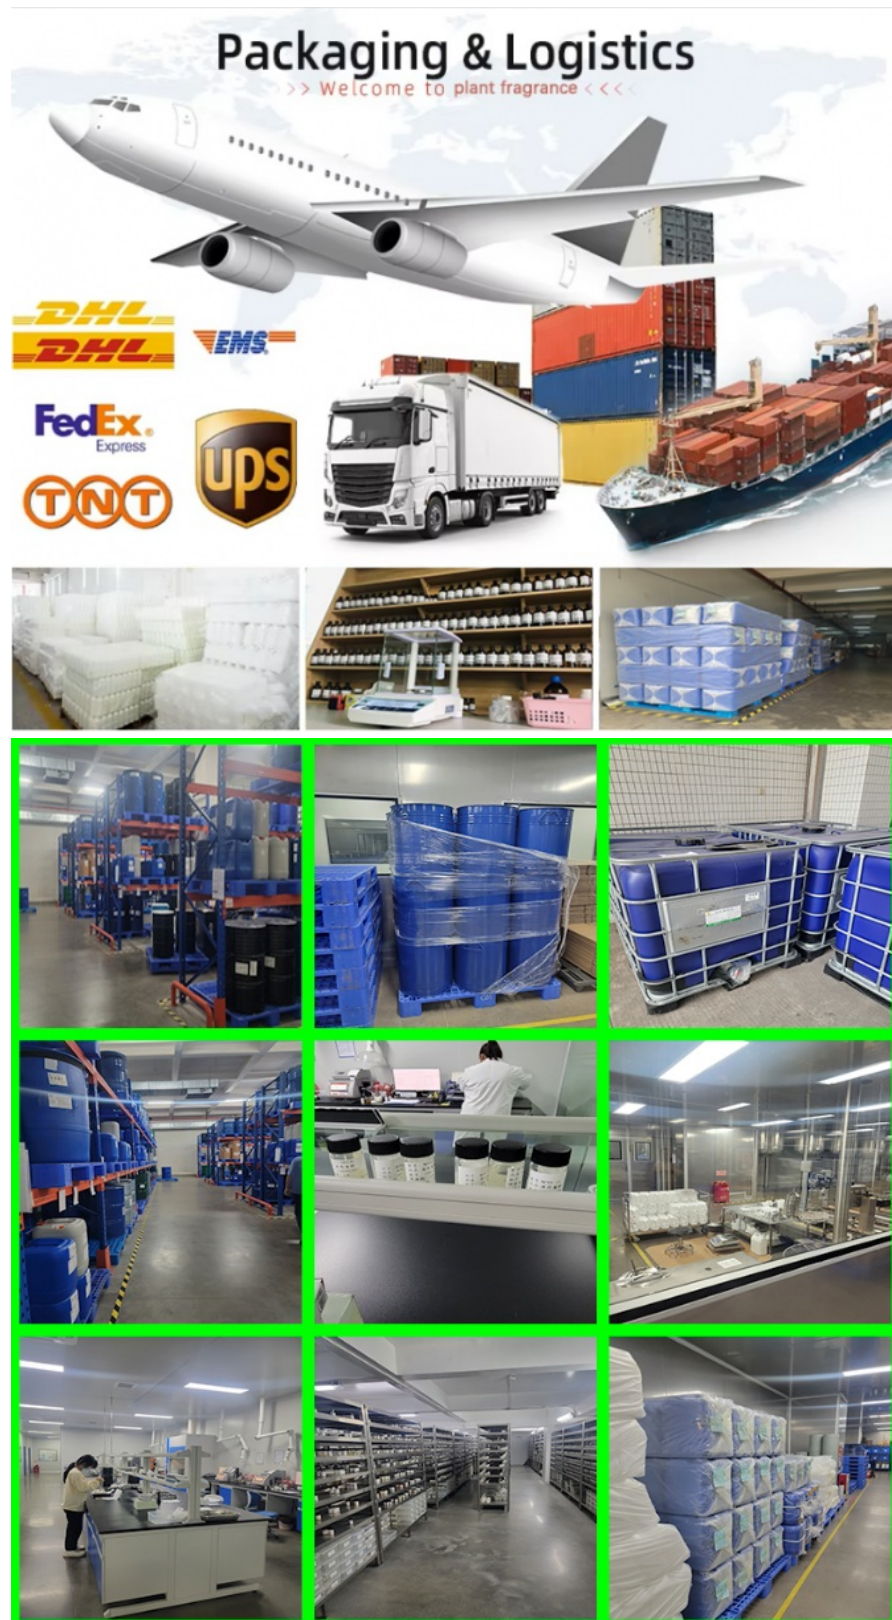 Packaging & Logistics
>> Welcome to plant fragrance <<<
DHL
DHL
EMS
FedEx
Express
ups
TNT